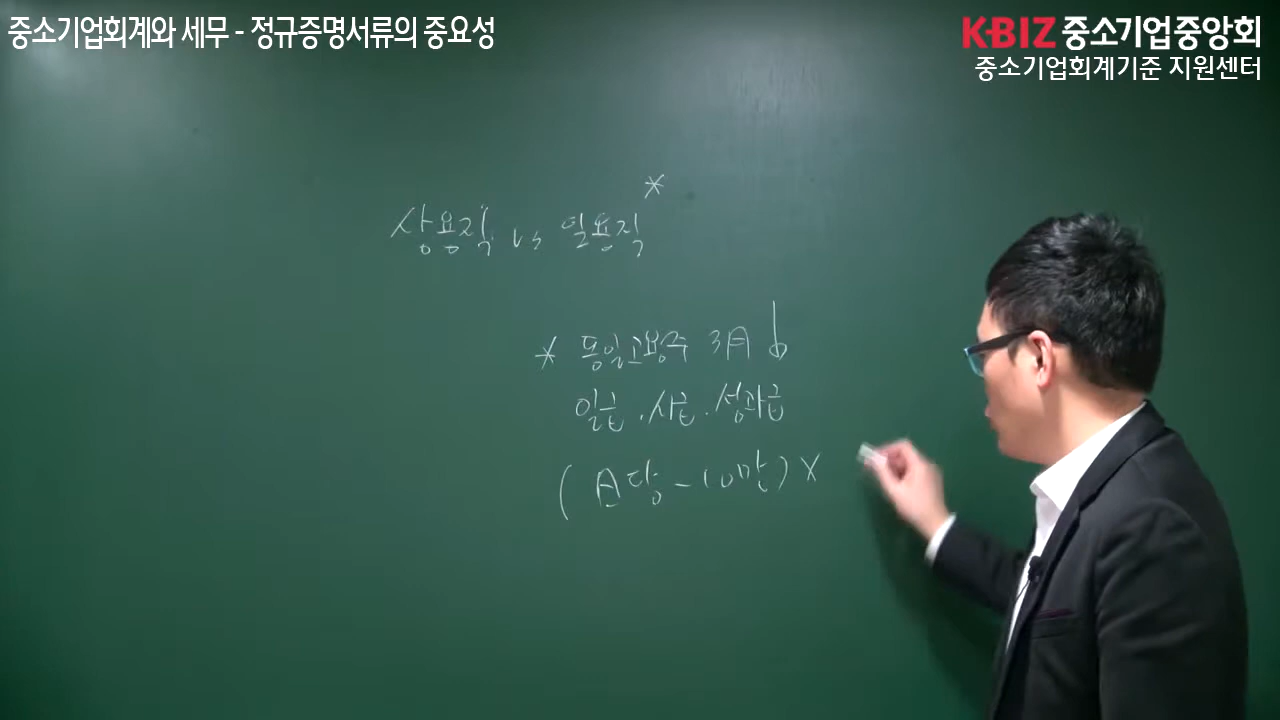 중소기업회계와 세무 - 정규증명서류의 중요성
K-BIZ 중소기업중앙회
중소기업회계기준 지원센터
*
상용직 vs 일용직
* 동일고용주 3月 ↓
일급. 시급. 성과급
(日당 - 10만) X